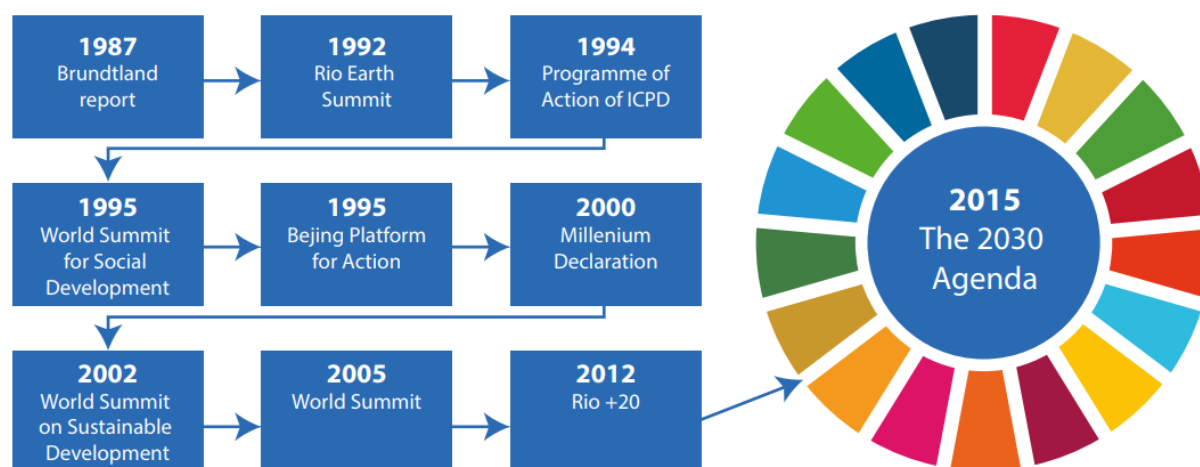 1987
Brundtland
report
1992
Rio Earth
Summit
1994
Programme of
Action of ICPD
1995
World Summit
for Social
Development
1995
Bejing Platform
for Action
2000
Millenium
Declaration
2002
World Summit
on Sustainable
Development
2005
World Summit
2012
Rio +20
2015
The 2030
Agenda